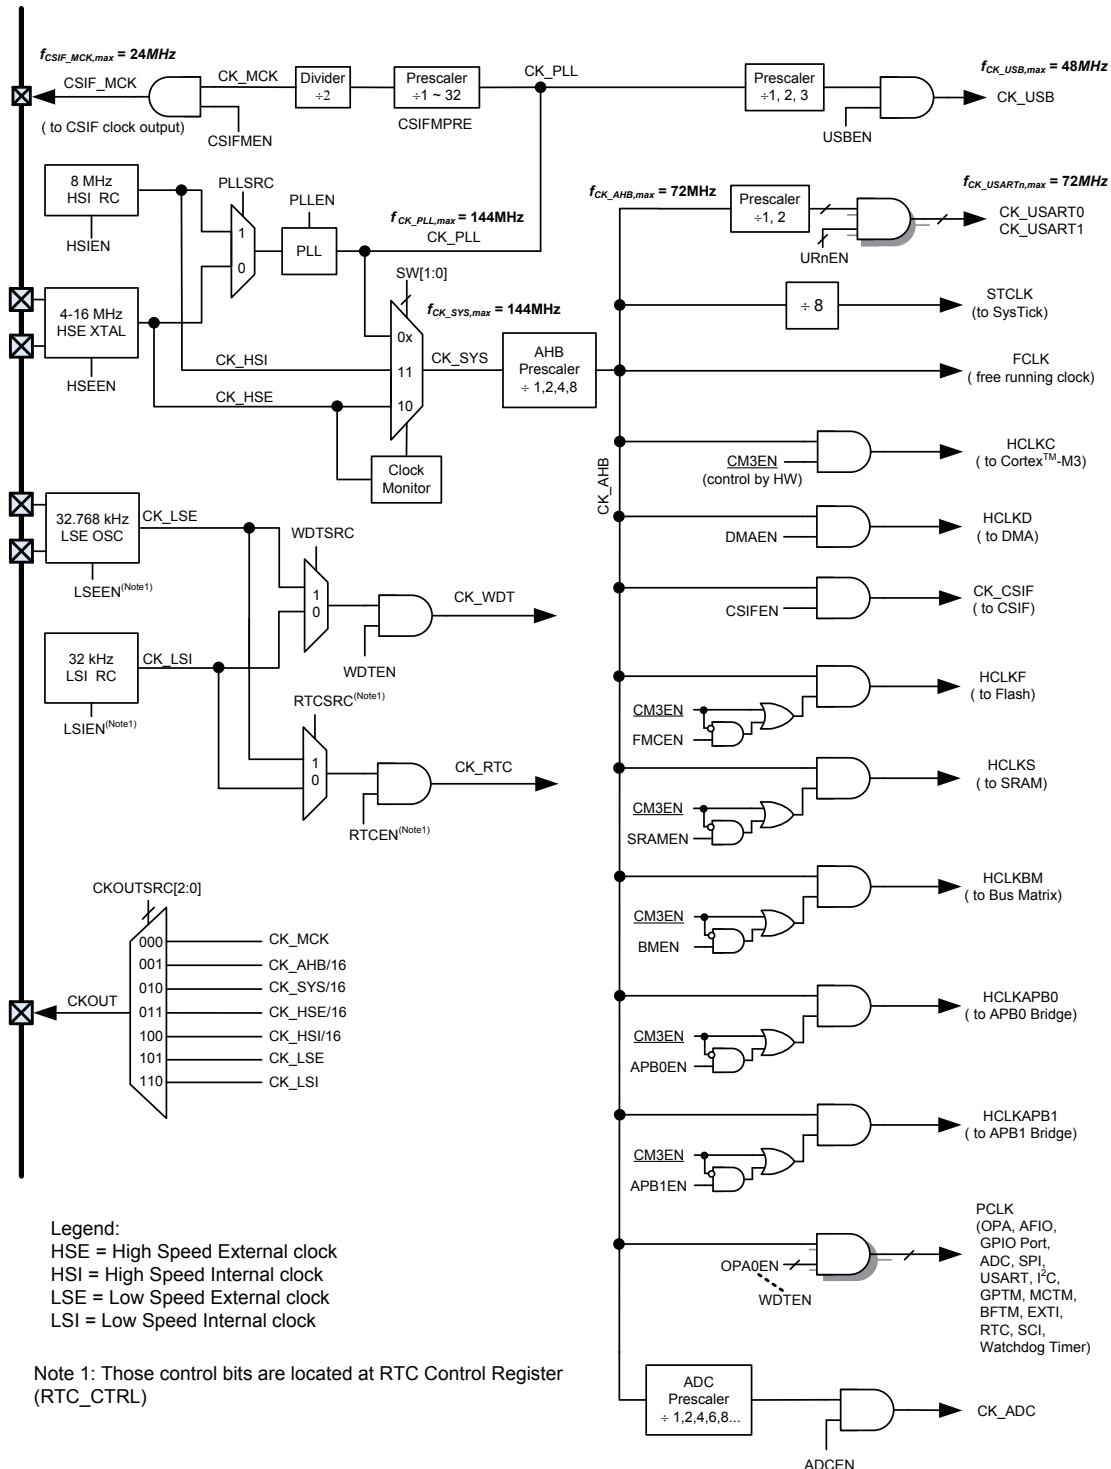 fCSIF_MCK,max = 24MHz
CSIF_MCK
( to CSIF clock output)
CSIFMEN
CK_MCK
Divider
÷2
Prescaler
÷1 ~ 32
CSIFMPRE
CK_PLL
Prescaler
÷1, 2, 3
USBEN
fCK_USB,max = 48MHz
CK_USB
8 MHz
HSI RC
HSIEN
PLLSRC
1
0
PLLEN
PLL
fCK_PLL,max = 144MHz
CK_PLL
4-16 MHz
HSE XTAL
HSEEN
CK_HSI
CK_HSE
SW[1:0]
0x
11
10
Clock
Monitor
fCK_SYS,max = 144MHz
CK_SYS
AHB
Prescaler
÷ 1,2,4,8
fCK_AHB,max = 72MHz
CK_AHB
Prescaler
÷1, 2
URnEN
fCK_USARTn,max = 72MHz
CK_USART0
CK_USART1
÷ 8
STCLK
(to SysTick)
FCLK
( free running clock)
CM3EN
(control by HW)
HCLKC
( to Cortex™-M3)
DMAEN
HCLKD
( to DMA)
CSIFEN
CK_CSIF
( to CSIF)
CM3EN
FMCEN
HCLKF
( to Flash)
CM3EN
SRAMEN
HCLKS
( to SRAM)
CM3EN
BMEN
HCLKBM
( to Bus Matrix)
CM3EN
APB0EN
HCLKAPB0
( to APB0 Bridge)
CM3EN
APB1EN
HCLKAPB1
( to APB1 Bridge)
OPA0EN
WDTEN
PCLK
(OPA, AFIO,
GPIO Port,
ADC, SPI,
USART, I²C,
GPTM, MCTM,
BFTM, EXTI,
RTC, SCI,
Watchdog Timer)
ADC
Prescaler
÷ 1,2,4,6,8...
ADCEN
CK_ADC
32.768 kHz
LSE OSC
LSEEN(Note1)
CK_LSE
WDTSRC
1
0
WDTEN
CK_WDT
32 kHz
LSI RC
LSIEN(Note1)
CK_LSI
RTCSRC(Note1)
1
0
RTCEN(Note1)
CK_RTC
CKOUTSRC[2:0]
CKOUT
000 CK_MCK
001 CK_AHB/16
010 CK_SYS/16
011 CK_HSE/16
100 CK_HSI/16
101 CK_LSE
110 CK_LSI
Legend:
HSE = High Speed External clock
HSI = High Speed Internal clock
LSE = Low Speed External clock
LSI = Low Speed Internal clock
Note 1: Those control bits are located at RTC Control Register
(RTC_CTRL)